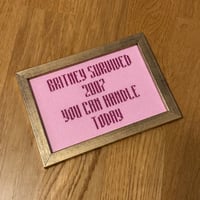 BRITNEY SURVIVED
2007
YOU CAN HANDLE
TODAY